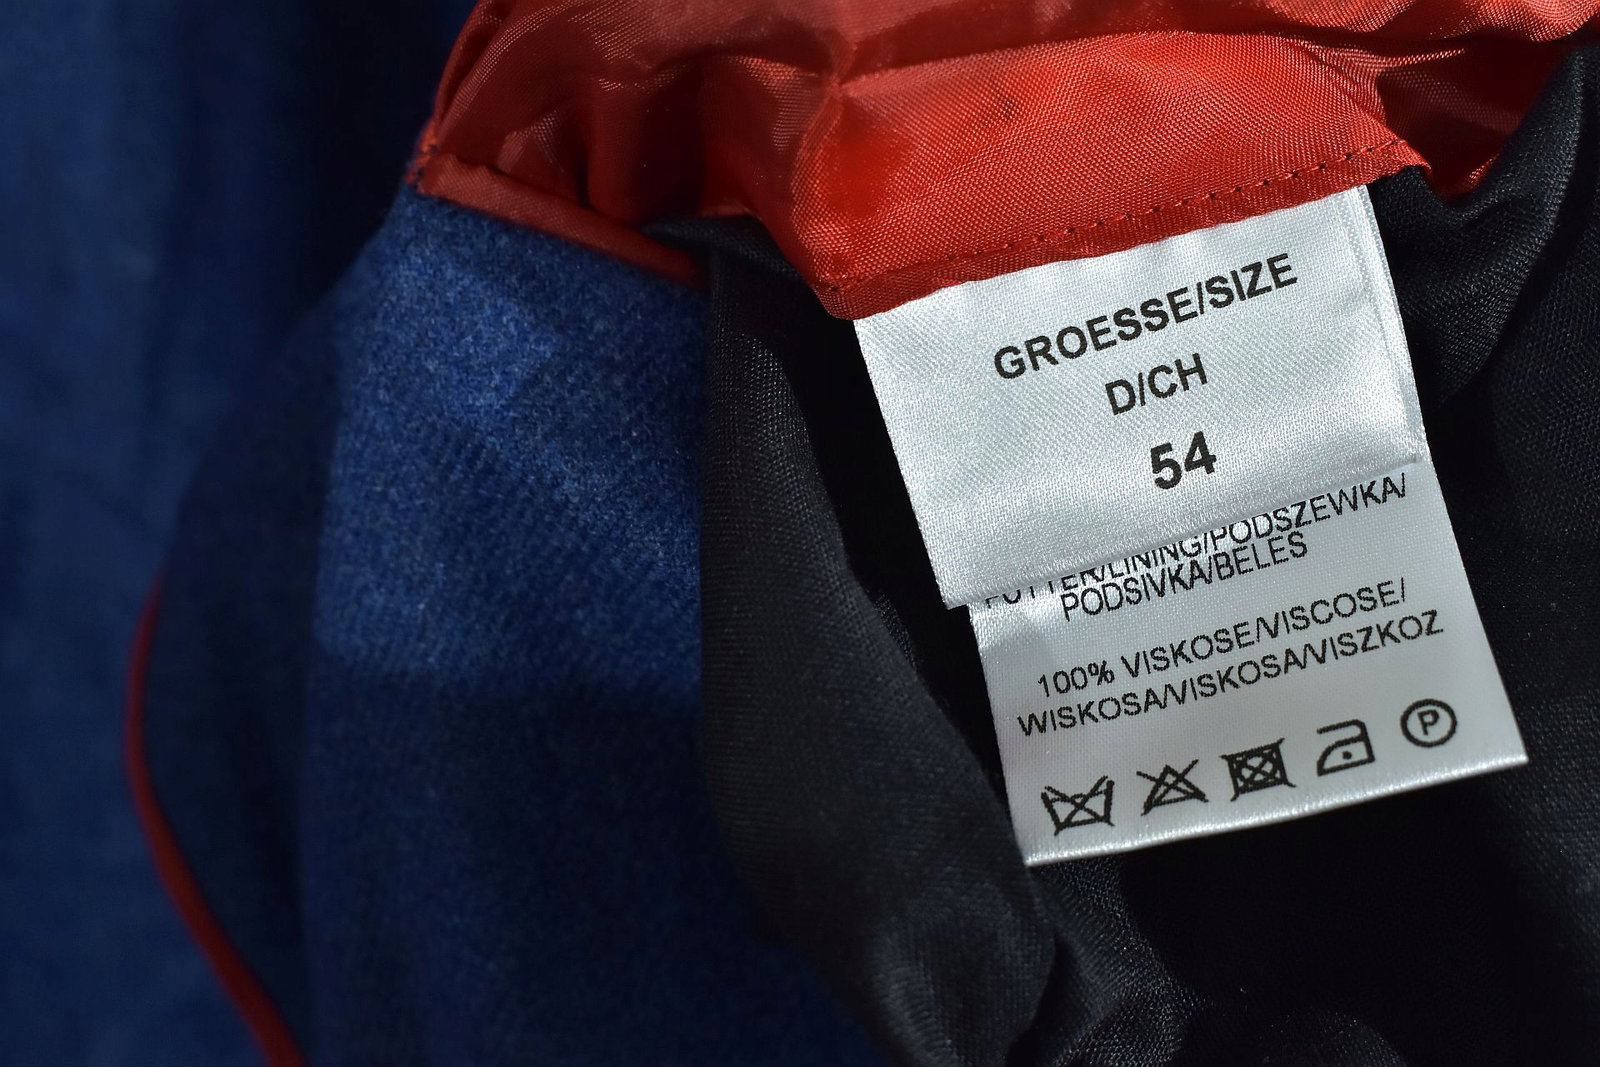 GROESSE/SIZE
D/CH
54
FUTTER/LINING/PODSZEWKA/
PODSIVKA/BELES
100% VISKOSE/VISCOSE/
WISKOSA/VISKOSA/VISZKOZ
P